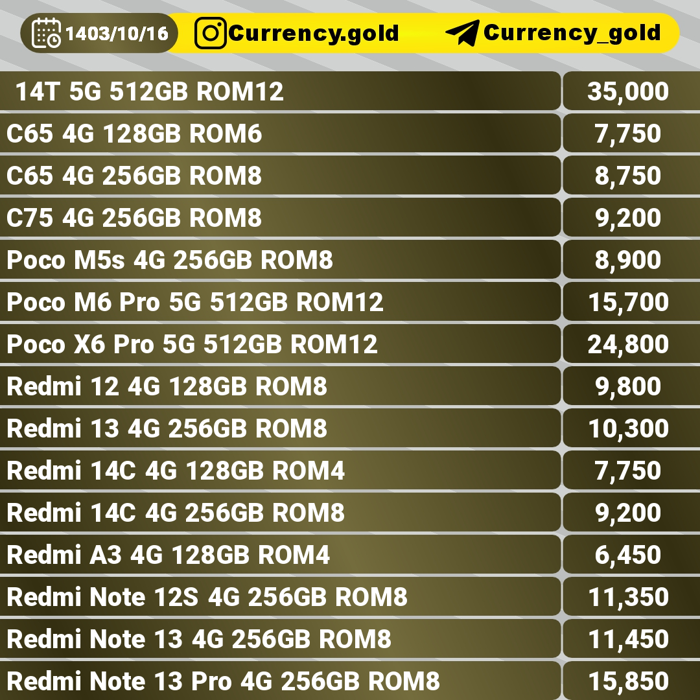 1403/10/16 Currency.gold Currency_gold
14T 5G 512GB ROM12 35,000
C65 4G 128GB ROM6 7,750
C65 4G 256GB ROM8 8,750
C75 4G 256GB ROM8 9,200
Poco M5s 4G 256GB ROM8 8,900
Poco M6 Pro 5G 512GB ROM12 15,700
Poco X6 Pro 5G 512GB ROM12 24,800
Redmi 12 4G 128GB ROM8 9,800
Redmi 13 4G 256GB ROM8 10,300
Redmi 14C 4G 128GB ROM4 7,750
Redmi 14C 4G 256GB ROM8 9,200
Redmi A3 4G 128GB ROM4 6,450
Redmi Note 12S 4G 256GB ROM8 11,350
Redmi Note 13 4G 256GB ROM8 11,450
Redmi Note 13 Pro 4G 256GB ROM8 15,850